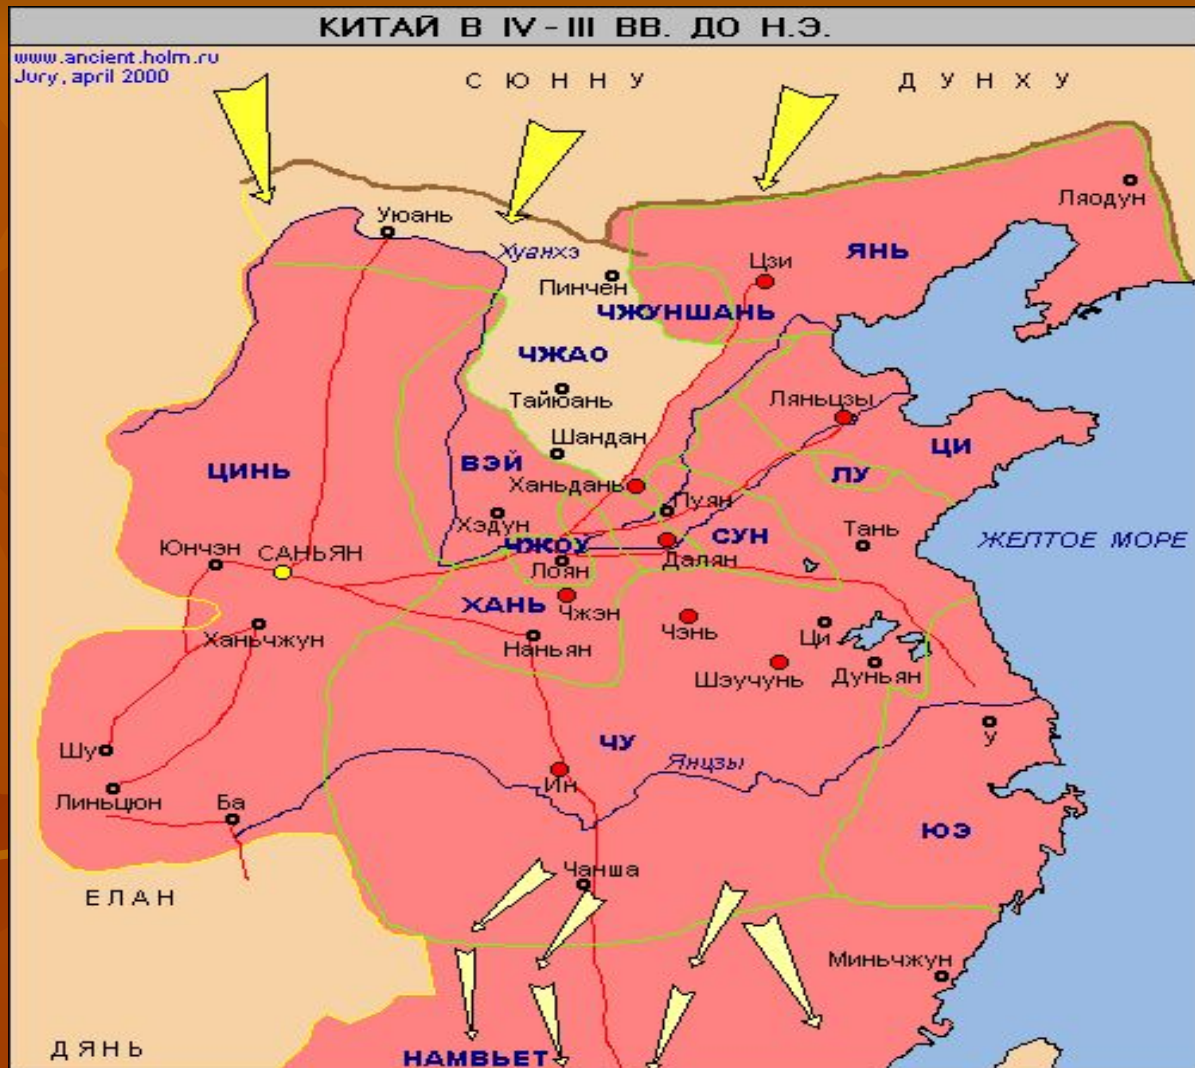 КИТАЙ В IV - III ВВ. ДО Н.Э.
www.ancient.holm.ru
Jury, april 2000
СЮННУ
ДУНХУ
Ляодун
Уюань
Хуанхэ
ЯНЬ
Цзи
Пинчен
ЧЖУНШАНЬ
ЧЖАО
Тайюань
Ляньцзы
Шандан
ЦИ
ЦИНЬ
ВЭЙ
Ханьдань
ЛУ
Пуян
Хэдун
СУН
Тань
ЖЕЛТОЕ МОРЕ
Юнчэн
САНЬЯН
ЧЖОУ
Лоян
Далян
ХАНЬ
Чжэн
Ханьчжун
Наньян
Чэнь
Ци
Шэучунь
Дуньян
Шу
ЧУ
Янцзы
У
Линьцюн
Ба
Ин
ЮЭ
Чанша
ЕЛАН
Миньчжун
ДЯНЬ
НАМВЬЕТ